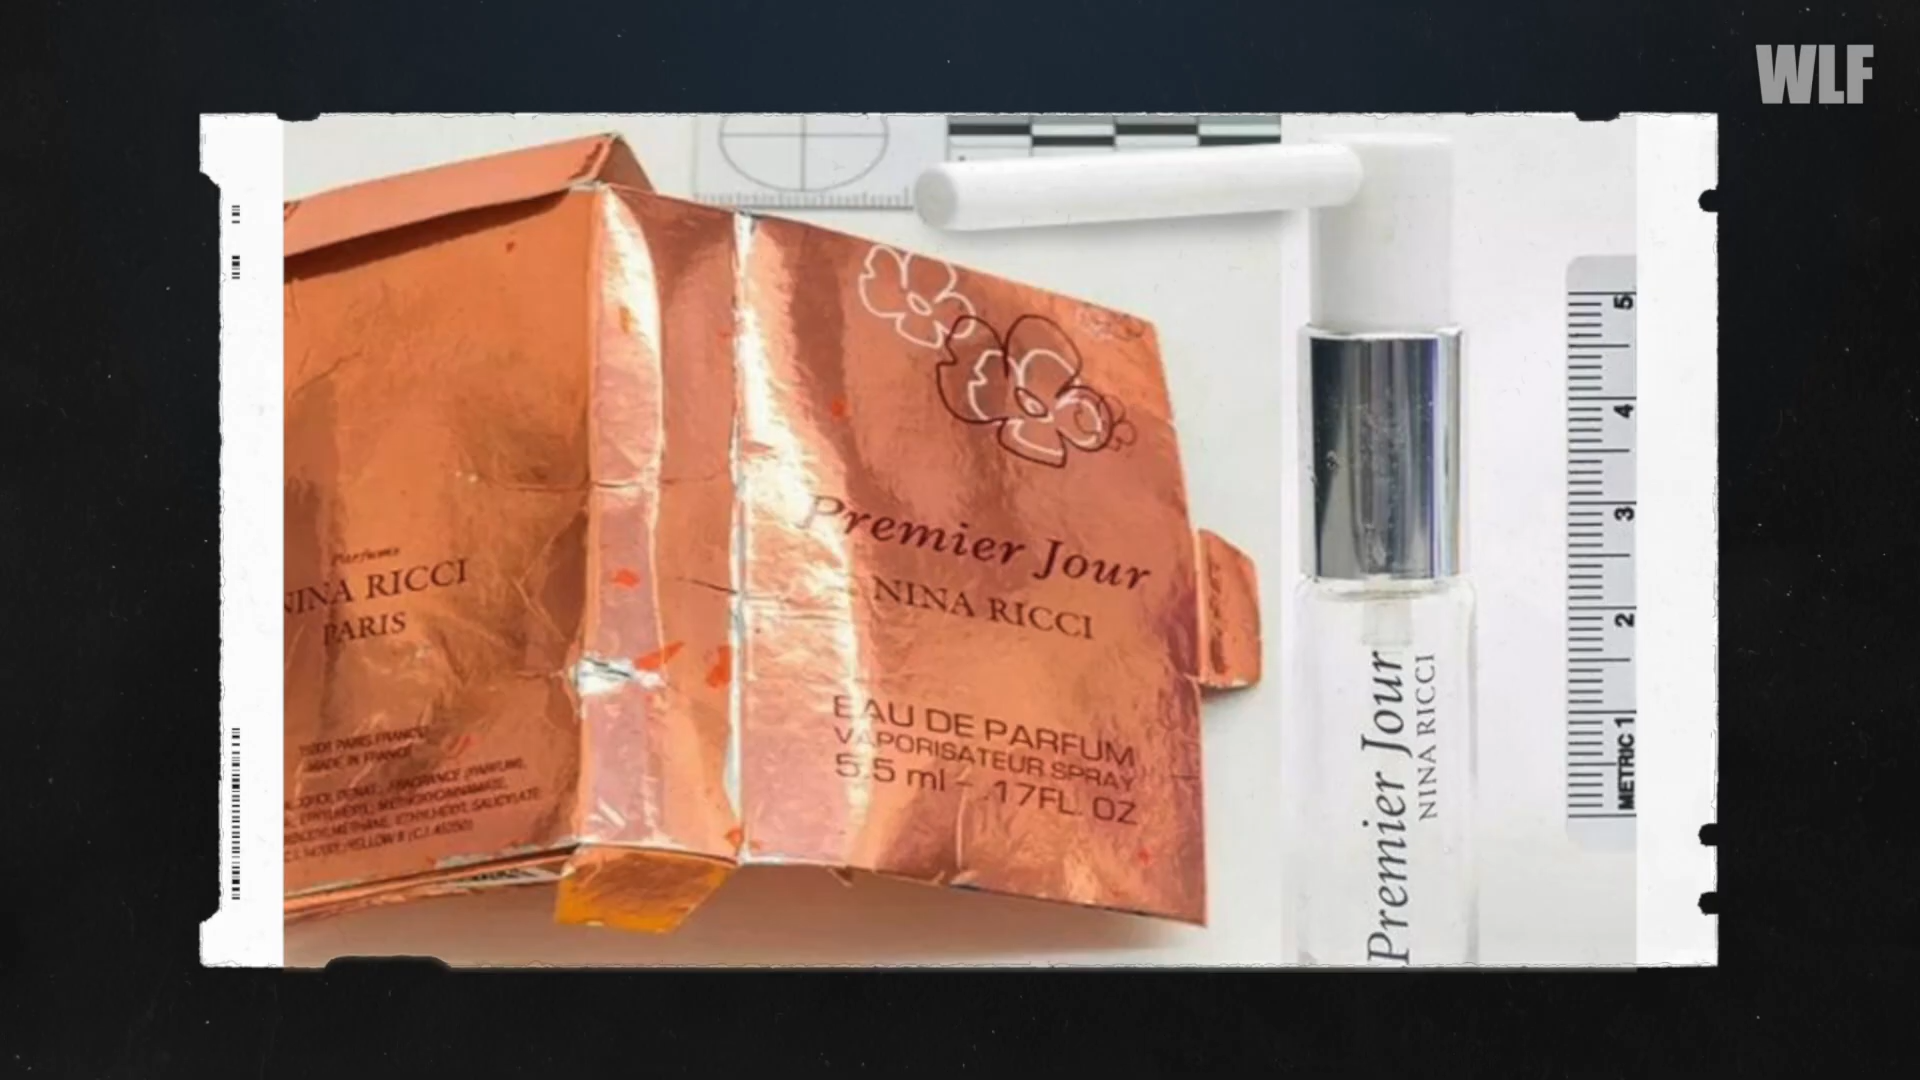 WLF
Parfums
NINA RICCI
PARIS
MADE IN FRANCE
Premier Jour
NINA RICCI
EAU DE PARFUM
VAPORISATEUR SPRAY
5.5 ml - .17FL. OZ
Premier Jour
NINA RICCI
5
4
3
2
METRIC 1